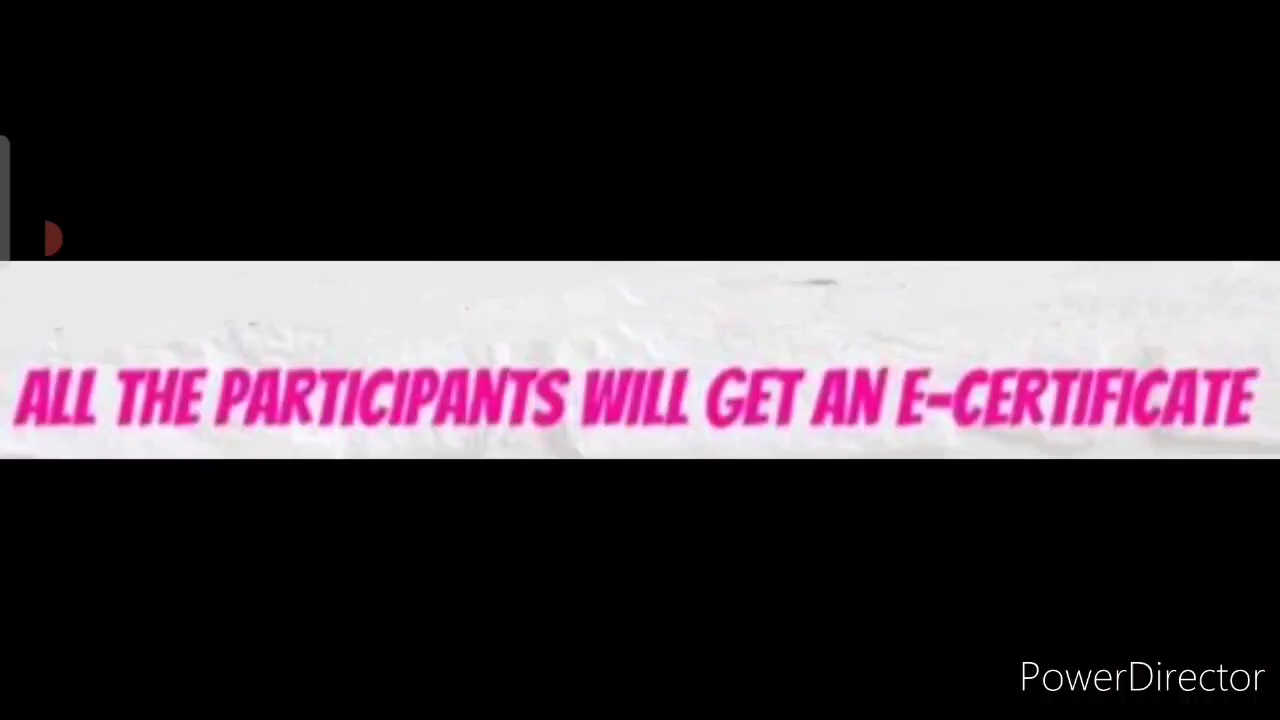 ALL THE PARTICIPANTS WILL GET AN E-CERTIFICATE
PowerDirector